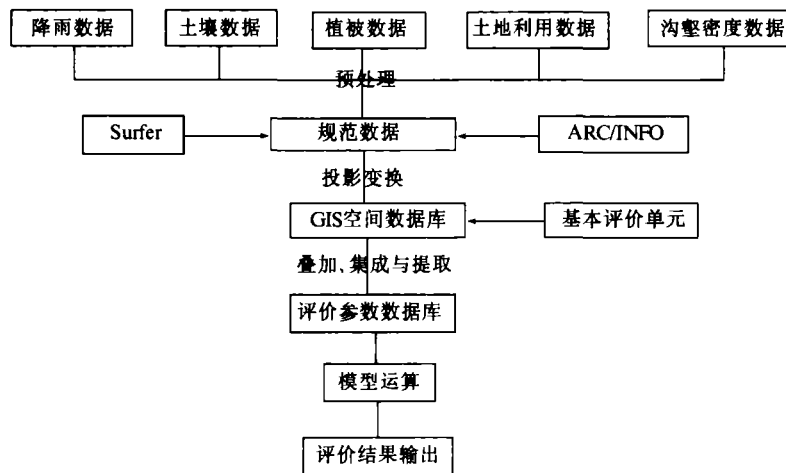 降雨数据 土壤数据 植被数据 土地利用数据 沟壑密度数据
预处理
Surfer 规范数据 ARC/INFO
投影变换
GIS空间数据库 基本评价单元
叠加、集成与提取
评价参数数据库
模型运算
评价结果输出